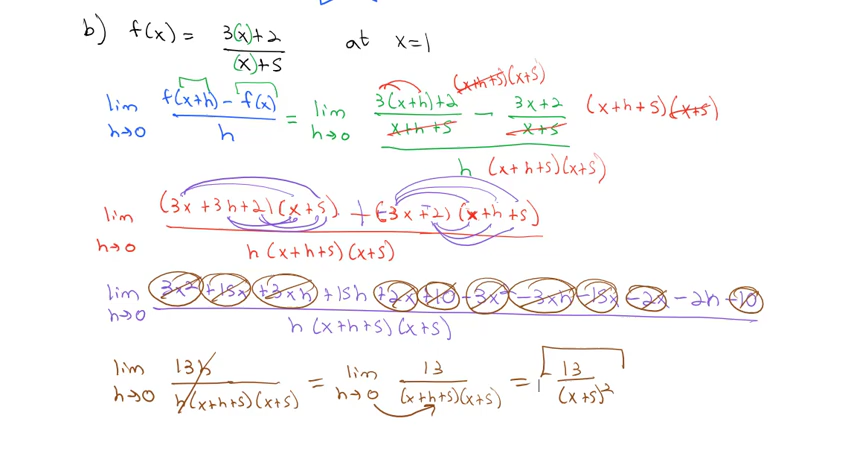 b) f(x) = (3(x)+2)/((x)+5) at x=1
lim h→0 (f(x+h) - f(x))/h = lim h→0 ((3(x+h)+2)/(x+h+5) (x+h+5)(x+5) - (3x+2)/(x+5) (x+h+5)(x+5))/(h (x+h+5)(x+5))
lim h→0 ((3x+3h+2)(x+5) + (-3x-2)(x+h+5))/(h(x+h+5)(x+5))
lim h→0 (3x²+15x+3xh+15h+2x+10-3x²-3xh-15x-2x-2h-10)/(h(x+h+5)(x+5))
lim h→0 13h/(h(x+h+5)(x+5)) = lim h→0 13/((x+h+5)(x+5)) = 13/(x+5)²